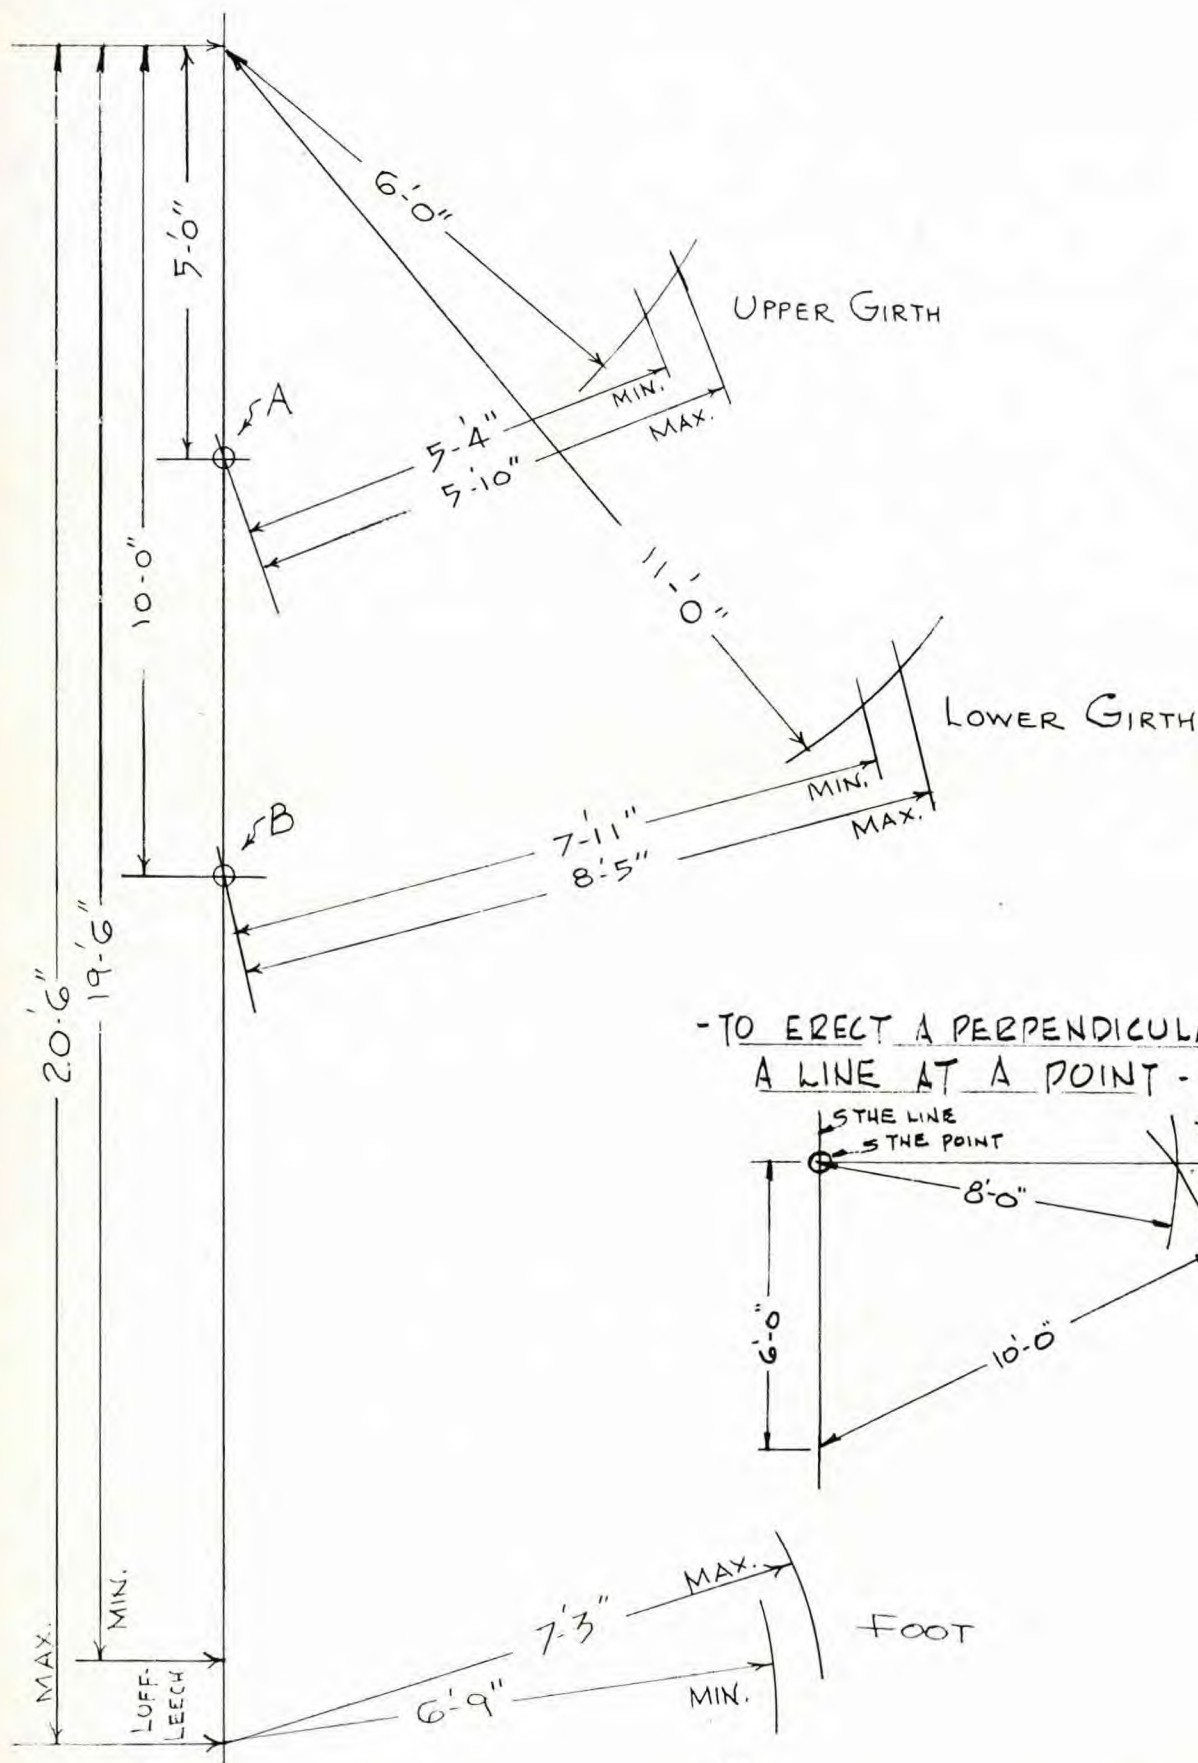 5'-0"
6'-0"
UPPER GIRTH
MIN.
MAX.
A
5'-4"
5'-10"
10'-0"
11'-0"
LOWER GIRTH
MIN.
MAX.
B
7'-11"
8'-5"
19'-6"
20'-6"
-TO ERECT A PERPENDICULA
A LINE AT A POINT -
THE LINE
THE POINT
8'-0"
6'-0"
10'-0"
MAX.
7'-3"
FOOT
6'-9"
MIN.
MIN.
MAX.
LUFF-
LEECH